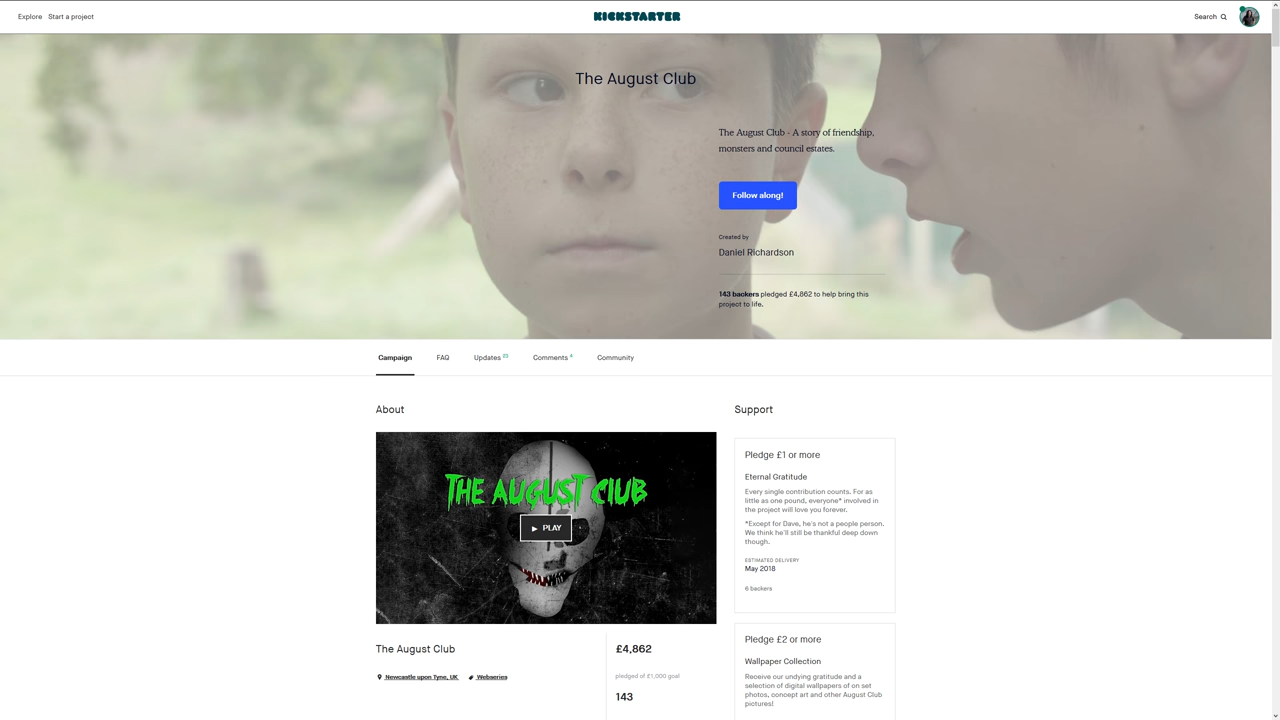 Explore Start a project
KICKSTARTER
Search
The August Club
The August Club - A story of friendship,
monsters and council estates.
Follow along!
Created by
Daniel Richardson
143 backers pledged £4,862 to help bring this
project to life.
Campaign
FAQ
Updates 23
Comments 4
Community
About
THE AUGUST CLUB
PLAY
The August Club
Newcastle upon Tyne, UK
Webseries
£4,862
pledged of £1,000 goal
143
Support
Pledge £1 or more
Eternal Gratitude
Every single contribution counts. For as
little as one pound, everyone* involved in
the project will love you forever.
*Except for Dave, he's not a people person.
We think he'll still be thankful deep down
though.
ESTIMATED DELIVERY
May 2018
6 backers
Pledge £2 or more
Wallpaper Collection
Receive our undying gratitude and a
selection of digital wallpapers of on set
photos, concept art and other August Club
pictures!